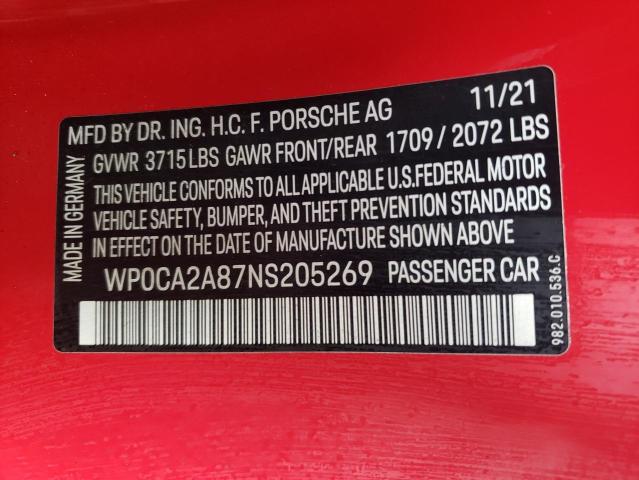 MFD BY DR. ING. H.C. F. PORSCHE AG 11/21
GVWR 3715 LBS GAWR FRONT/REAR 1709 / 2072 LBS
THIS VEHICLE CONFORMS TO ALL APPLICABLE U.S.FEDERAL MOTOR
VEHICLE SAFETY, BUMPER, AND THEFT PREVENTION STANDARDS
IN EFFECT ON THE DATE OF MANUFACTURE SHOWN ABOVE
WP0CA2A87NS205269 PASSENGER CAR
MADE IN GERMANY
982.010.536.C